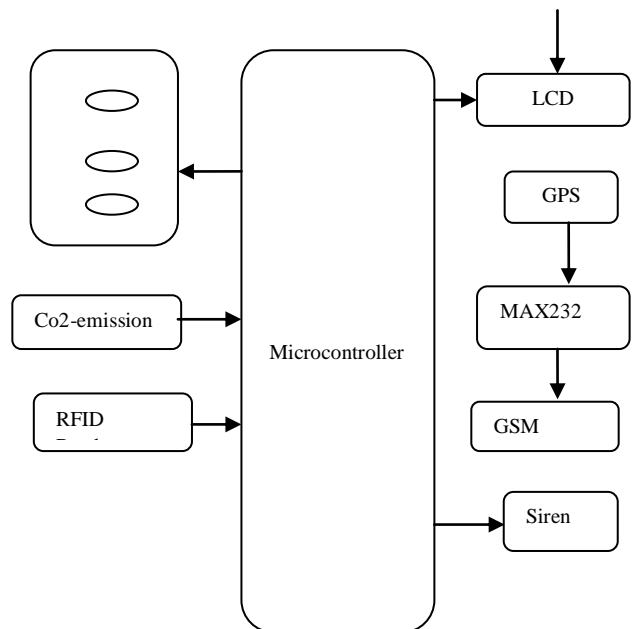 LCD
GPS
Co2-emission
MAX232
Microcontroller
RFID
GSM
Siren